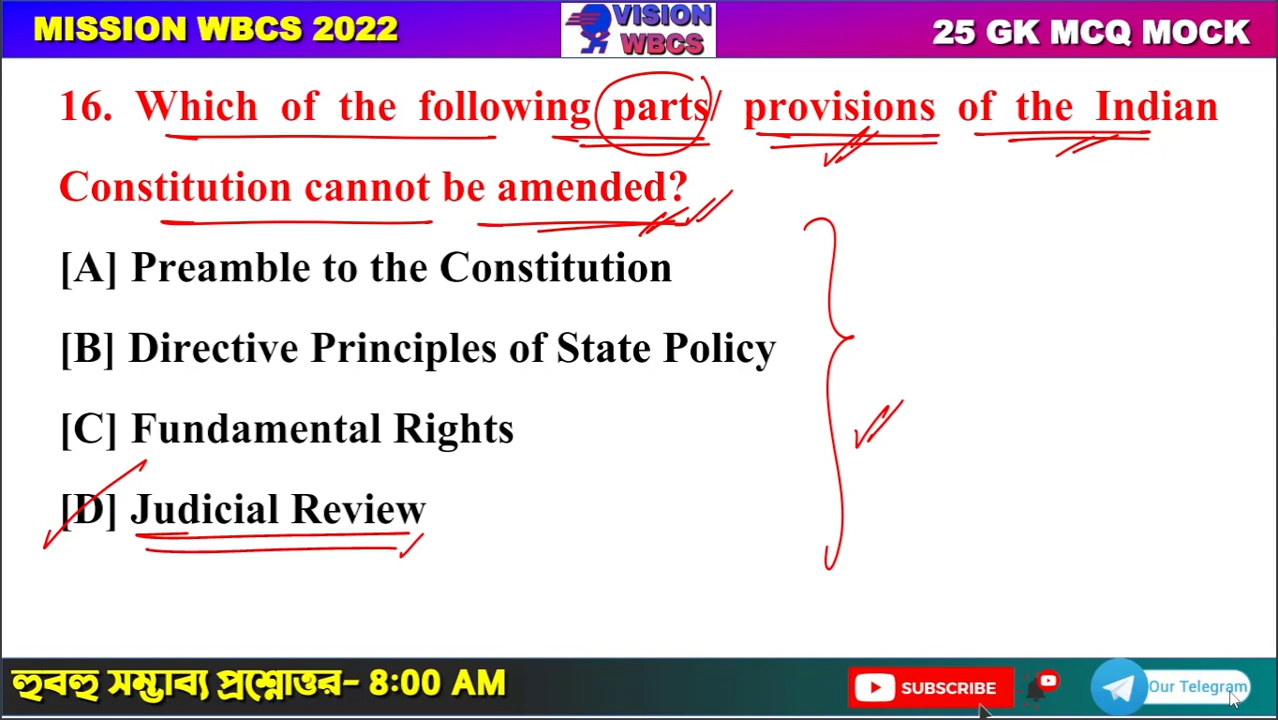 MISSION WBCS 2022
VISION
WBCS
25 GK MCQ MOCK
16. Which of the following parts/ provisions of the Indian
Constitution cannot be amended?
[A] Preamble to the Constitution
[B] Directive Principles of State Policy
[C] Fundamental Rights
[D] Judicial Review
হুবহু সম্ভাব্য প্রশ্নোত্তর- 8:00 AM
SUBSCRIBE
Our Telegram